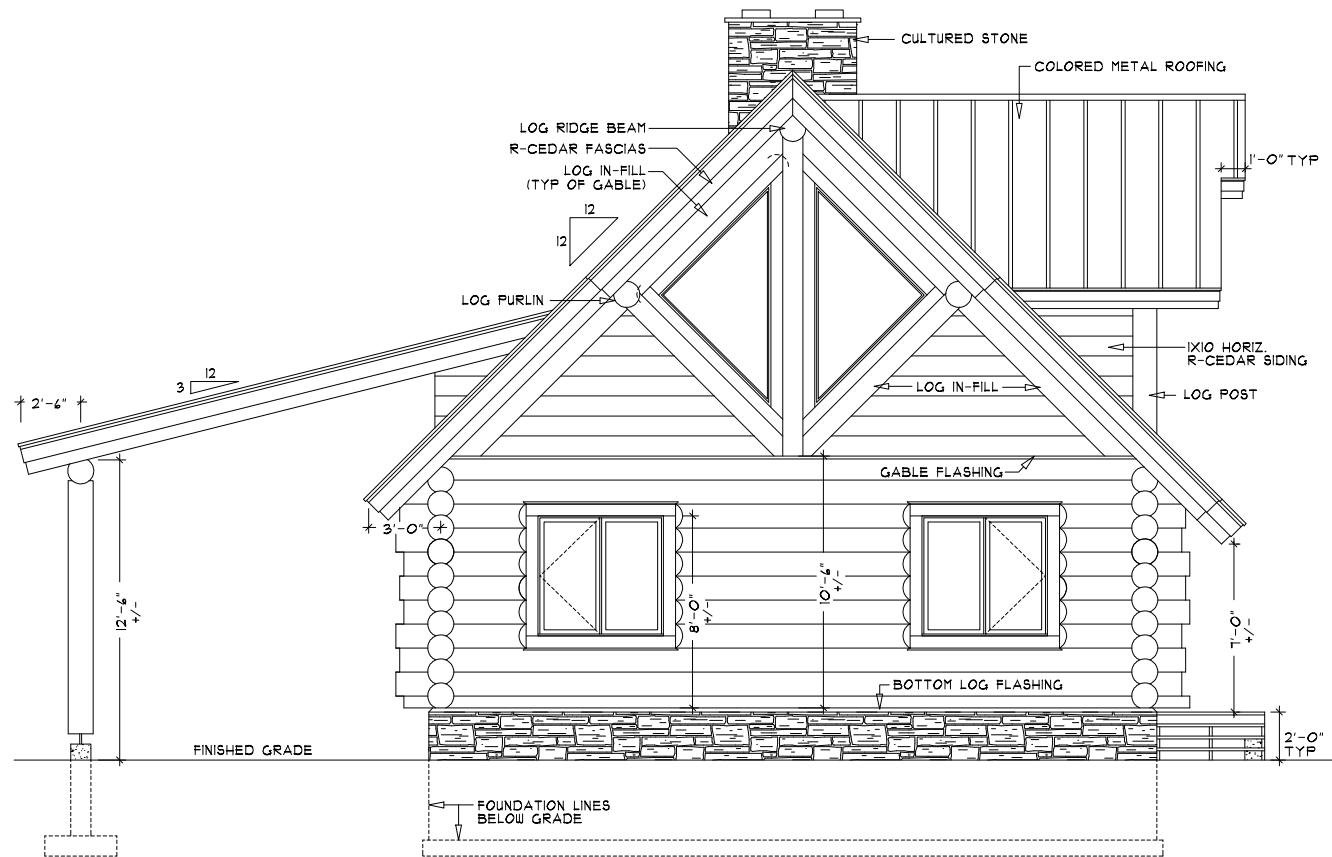 CULTURED STONE
COLORED METAL ROOFING
LOG RIDGE BEAM
R-CEDAR FASCIAS
LOG IN-FILL
(TYP OF GABLE)
1'-0" TYP
12
12
LOG PURLIN
1X10 HORIZ.
R-CEDAR SIDING
12
3
LOG IN-FILL
LOG POST
2'-6"
GABLE FLASHING
3'-0"
12'-6"
+/-
8'-0"
+/-
10'-6"
+/-
7'-0"
+/-
BOTTOM LOG FLASHING
FINISHED GRADE
2'-0"
TYP
FOUNDATION LINES
BELOW GRADE